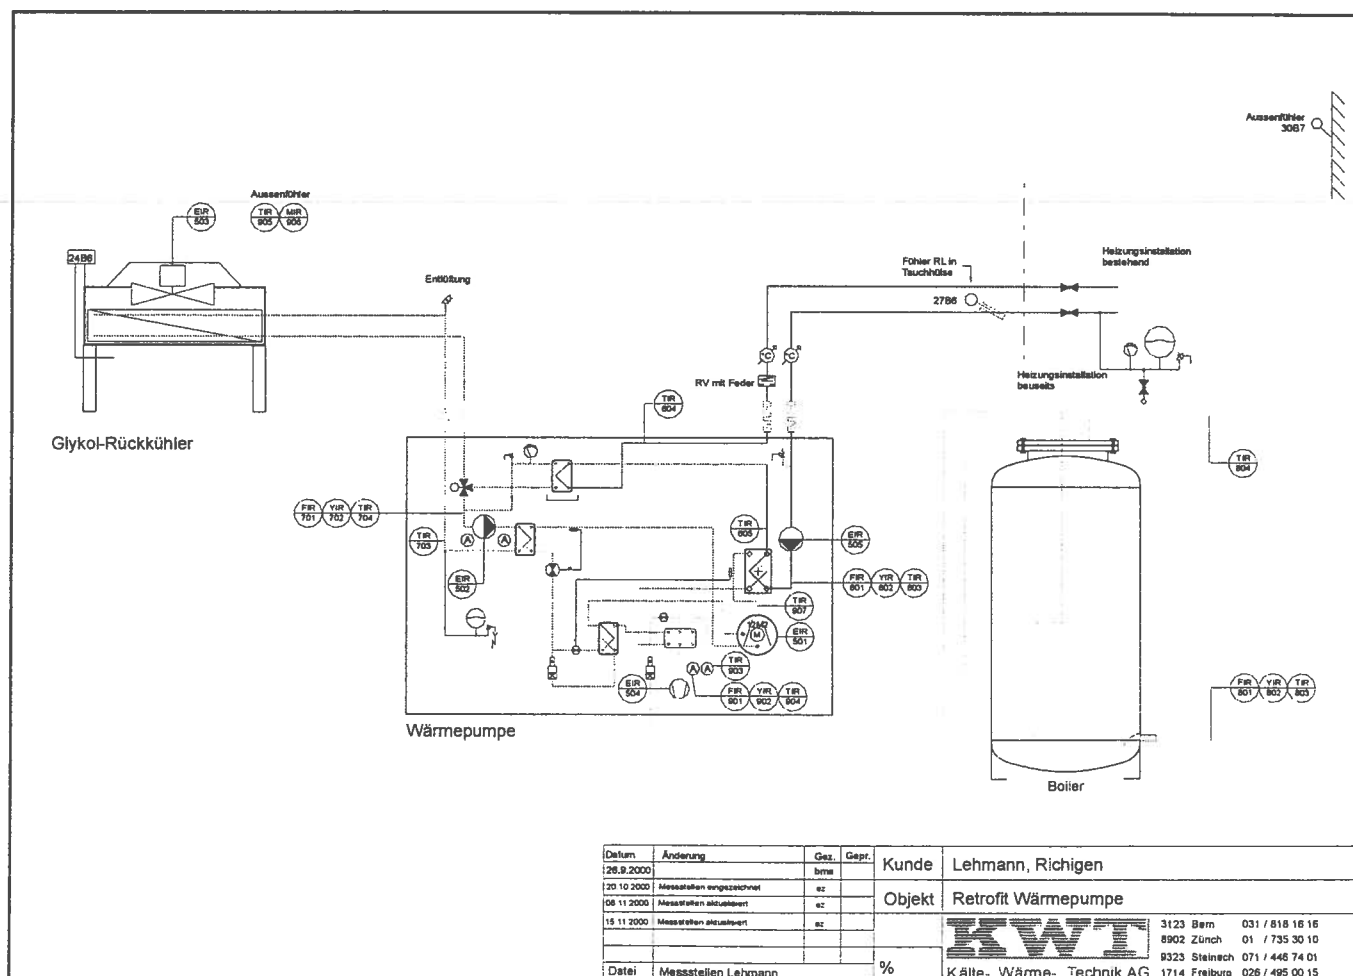 Aussenfühler
30B7
Aussenfühler
EIR
503
TIR
905
MIR
906
24B6
Entlüftung
Fühler RL in
Tauchhülse
27B6
Heizungsinstallation
bestehend
°C
°C
RV mit Feder
Heizungsinstallation
bauseits
TIR
604
Glykol-Rückkühler
TIR
804
FIR
701
YIR
702
TIR
704
TIR
703
A
A
TIR
605
EIR
505
EIR
502
FIR
601
YIR
602
TIR
603
TIR
907
M
EIR
501
A
A
TIR
903
EIR
504
FIR
901
YIR
902
TIR
904
FIR
801
YIR
802
TIR
803
Wärmepumpe
Boiler
Datum Änderung Gez. Gepr.
26.9.2000 bms
20.10.2000 Messstellen eingezeichnet ez
08.11.2000 Messstellen aktualisiert ez
15.11.2000 Messstellen aktualisiert ez
Datei Messstellen Lehmann
Kunde Lehmann, Richigen
Objekt Retrofit Wärmepumpe
%
KWT
Kälte- Wärme- Technik AG
3123 Bern 031 / 818 16 16
8902 Zürich 01 / 735 30 10
9323 Steinach 071 / 446 74 01
1714 Freiburg 026 / 495 00 15